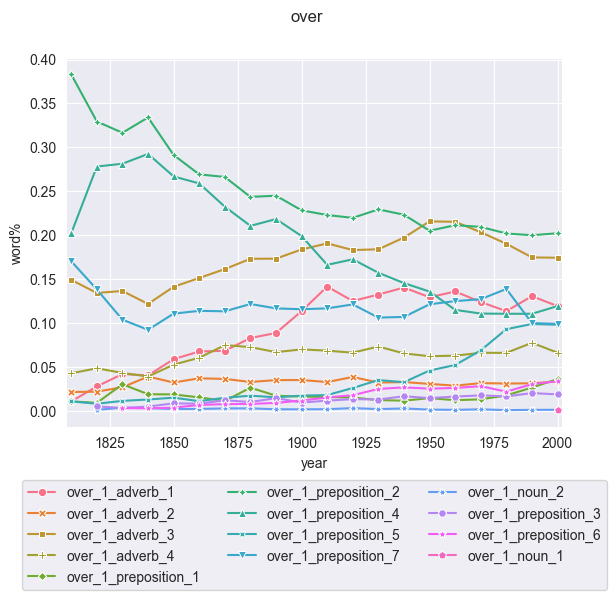 over
0.40
0.35
0.30
0.25
0.20
0.15
0.10
0.05
0.00
word%
1825 1850 1875 1900 1925 1950 1975 2000
year
over_1_adverb_1 over_1_preposition_2 over_1_noun_2
over_1_adverb_2 over_1_preposition_4 over_1_preposition_3
over_1_adverb_3 over_1_preposition_5 over_1_preposition_6
over_1_adverb_4 over_1_preposition_7 over_1_noun_1
over_1_preposition_1